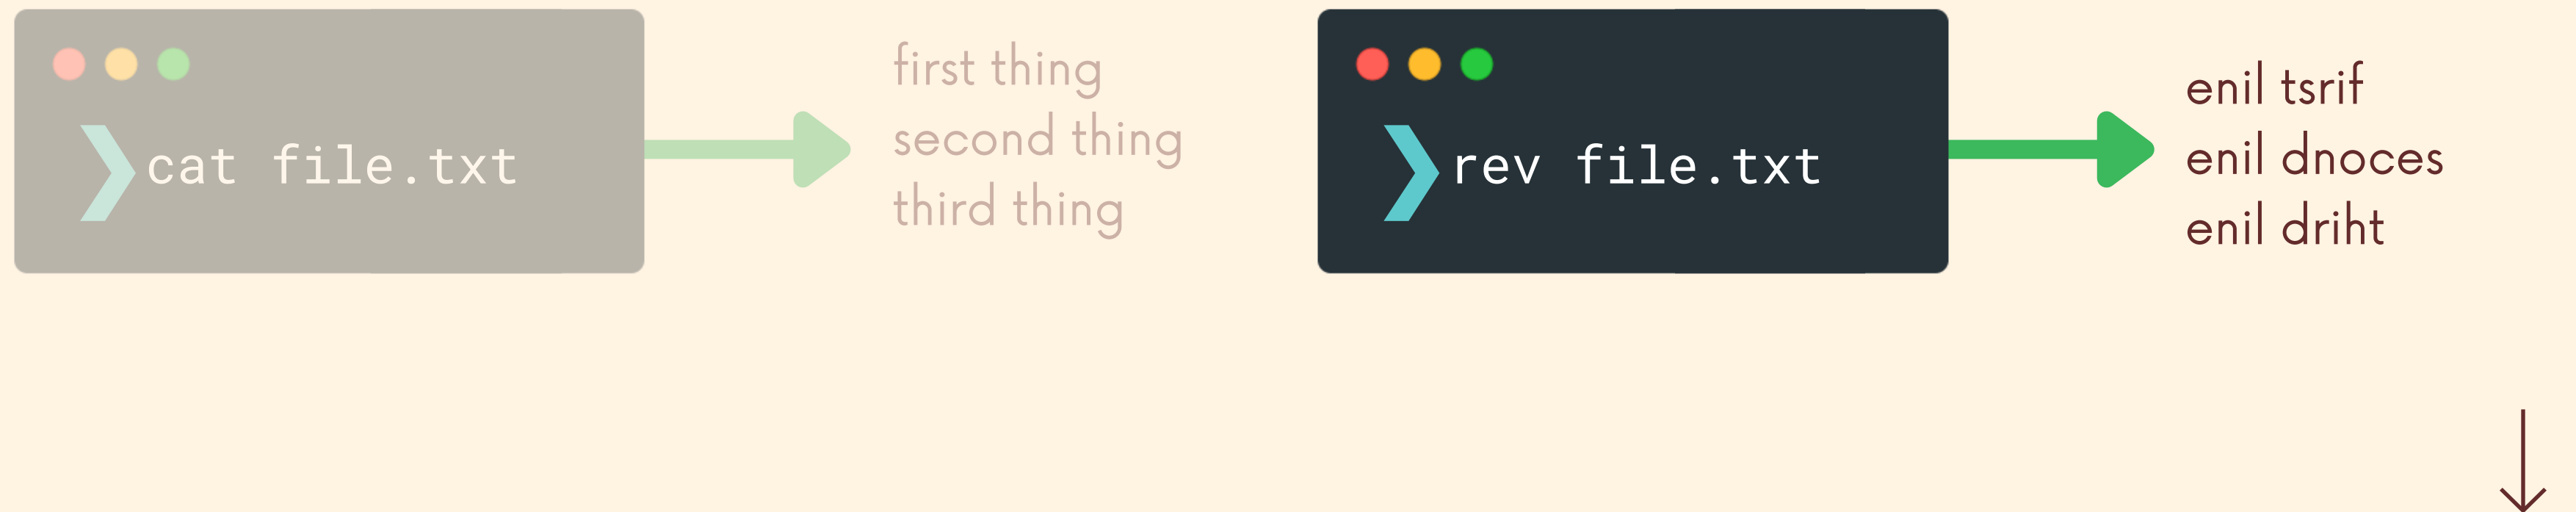 cat file.txt
first thing
second thing
third thing
rev file.txt
enil tsrif
enil dnoces
enil driht